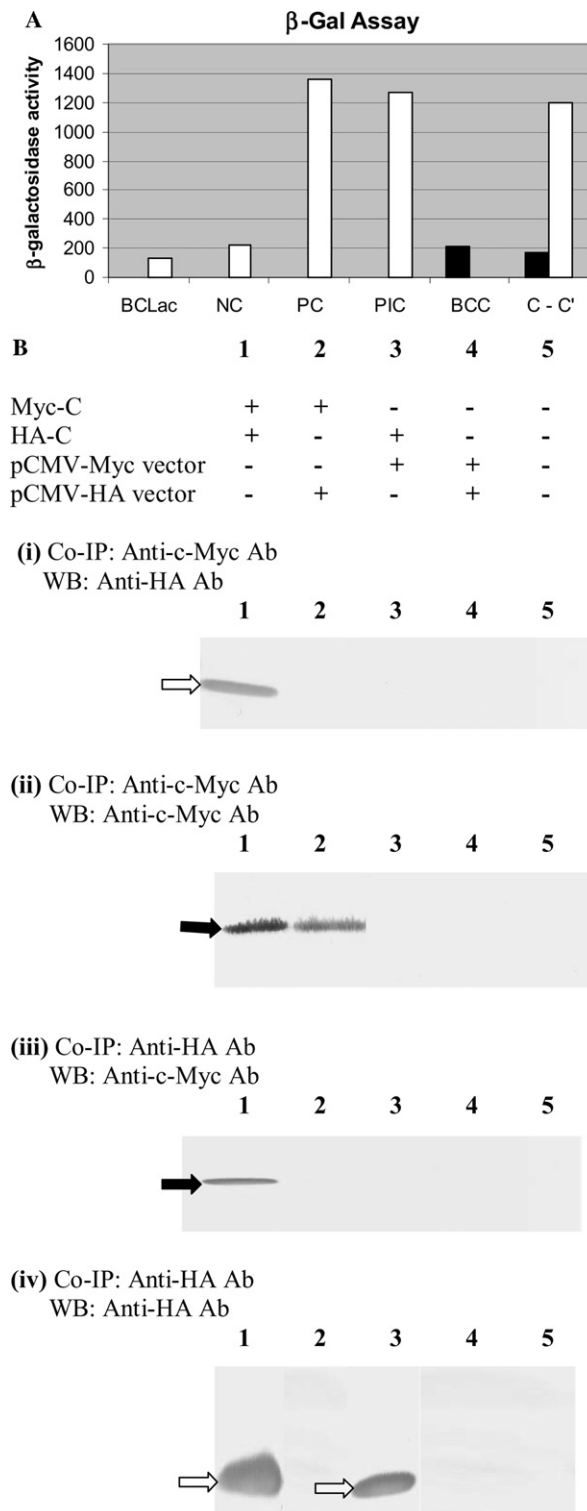 A
β-Gal Assay
β-galactosidase activity
1600
1400
1200
1000
800
600
400
200
0
BCLac NC PC PIC BCC C - C'
B 1 2 3 4 5
Myc-C + + - - -
HA-C + - + - -
pCMV-Myc vector - - + + -
pCMV-HA vector - + - + -
(i) Co-IP: Anti-c-Myc Ab
WB: Anti-HA Ab
1 2 3 4 5
(ii) Co-IP: Anti-c-Myc Ab
WB: Anti-c-Myc Ab
1 2 3 4 5
(iii) Co-IP: Anti-HA Ab
WB: Anti-c-Myc Ab
1 2 3 4 5
(iv) Co-IP: Anti-HA Ab
WB: Anti-HA Ab
1 2 3 4 5